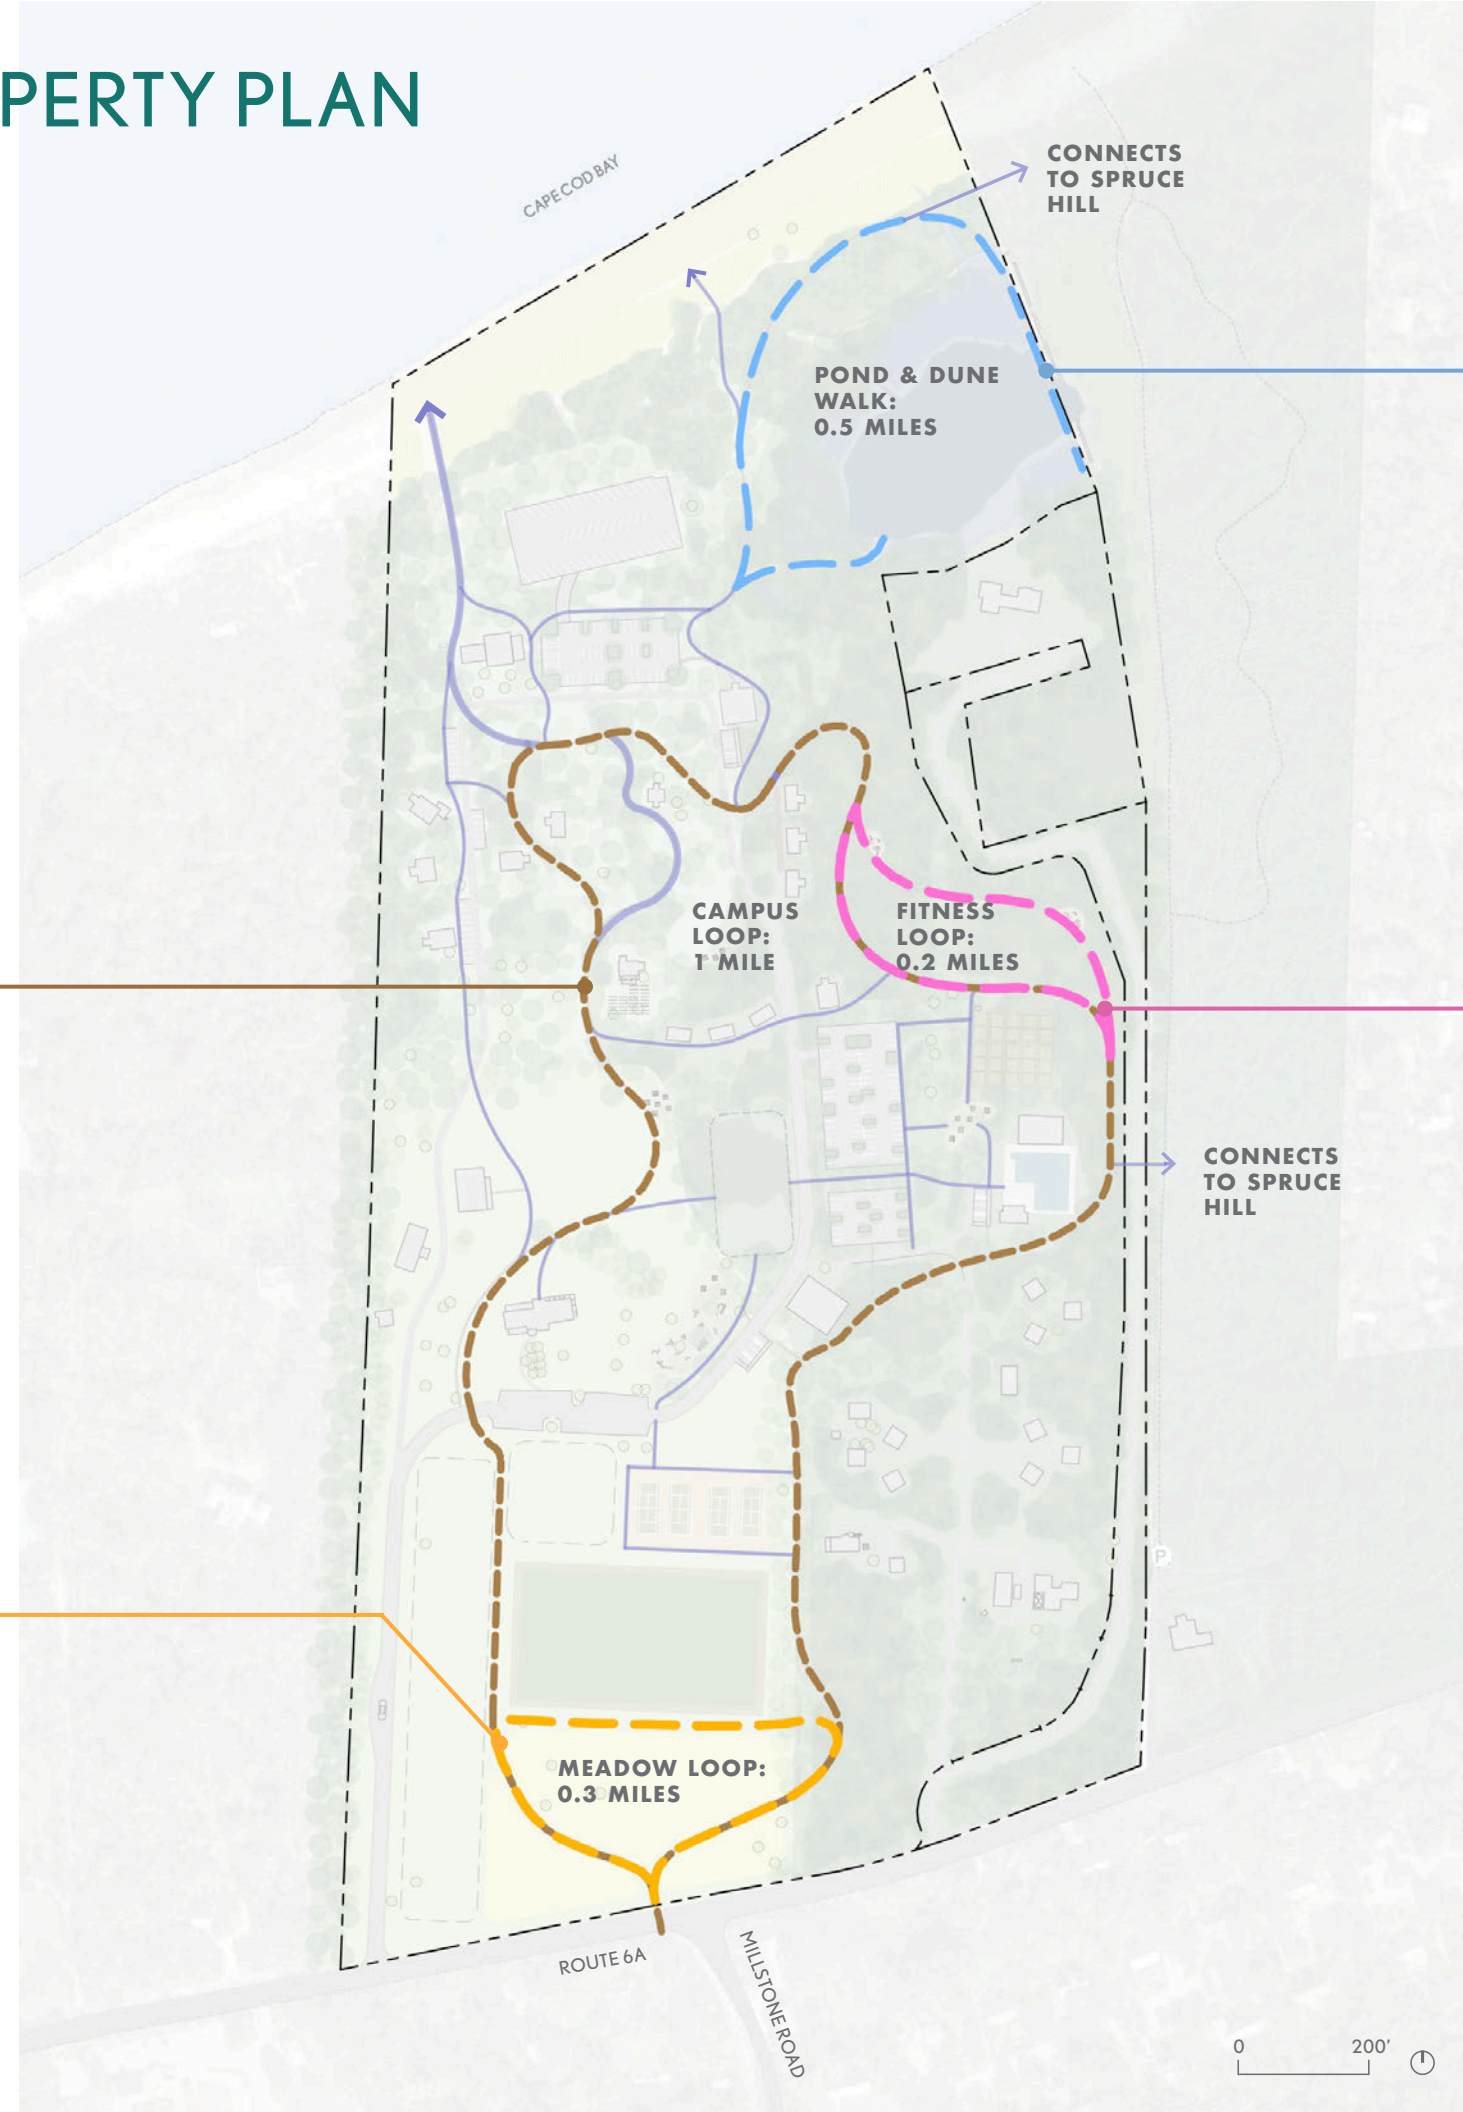 PERTY PLAN
CAPE COD BAY
CONNECTS
TO SPRUCE
HILL
POND & DUNE
WALK:
0.5 MILES
CAMPUS
LOOP:
1 MILE
FITNESS
LOOP:
0.2 MILES
CONNECTS
TO SPRUCE
HILL
P
MEADOW LOOP:
0.3 MILES
ROUTE 6A
MILLSTONE ROAD
0 200'